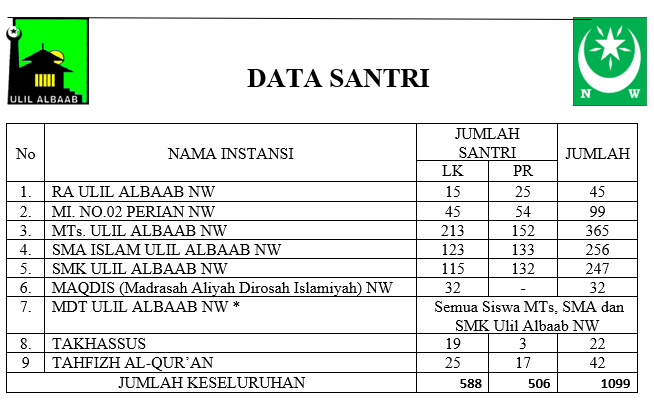 DATA SANTRI
ULIL ALBAAB
N W
No NAMA INSTANSI JUMLAH SANTRI JUMLAH
LK PR
1. RA ULIL ALBAAB NW 15 25 45
2. MI. NO.02 PERIAN NW 45 54 99
3. MTs. ULIL ALBAAB NW 213 152 365
4. SMA ISLAM ULIL ALBAAB NW 123 133 256
5. SMK ULIL ALBAAB NW 115 132 247
6. MAQDIS (Madrasah Aliyah Dirosah Islamiyah) NW 32 - 32
7. MDT ULIL ALBAAB NW * Semua Siswa MTs, SMA dan
SMK Ulil Albaab NW
8. TAKHASSUS 19 3 22
9 TAHFIZH AL-QUR’AN 25 17 42
JUMLAH KESELURUHAN 588 506 1099